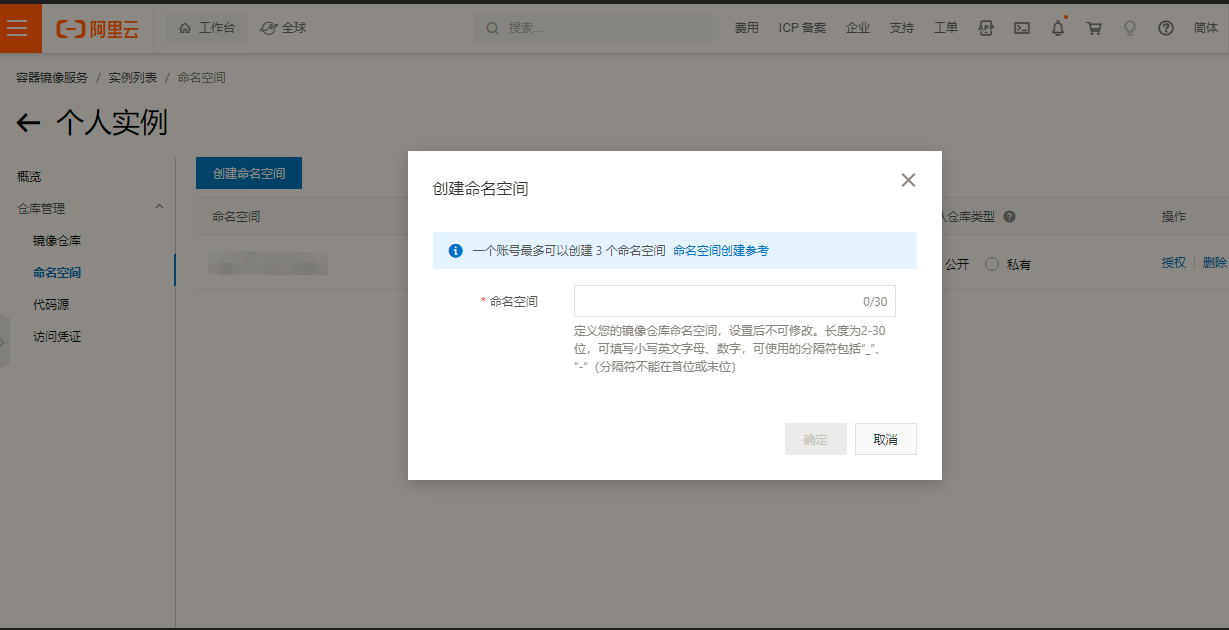 阿里云
工作台
全球
搜索...
费用
ICP 备案
企业
支持
工单
简体
容器镜像服务 / 实例列表 / 命名空间
个人实例
概览
仓库管理
镜像仓库
命名空间
代码源
访问凭证
创建命名空间
命名空间
仓库类型
操作
公开
私有
授权
删除
创建命名空间
一个账号最多可以创建 3 个命名空间 命名空间创建参考
* 命名空间
0/30
定义您的镜像仓库命名空间，设置后不可修改。长度为2-30
位，可填写小写英文字母、数字，可使用的分隔符包括“_”、
“-”（分隔符不能在首位或末位）
确定
取消